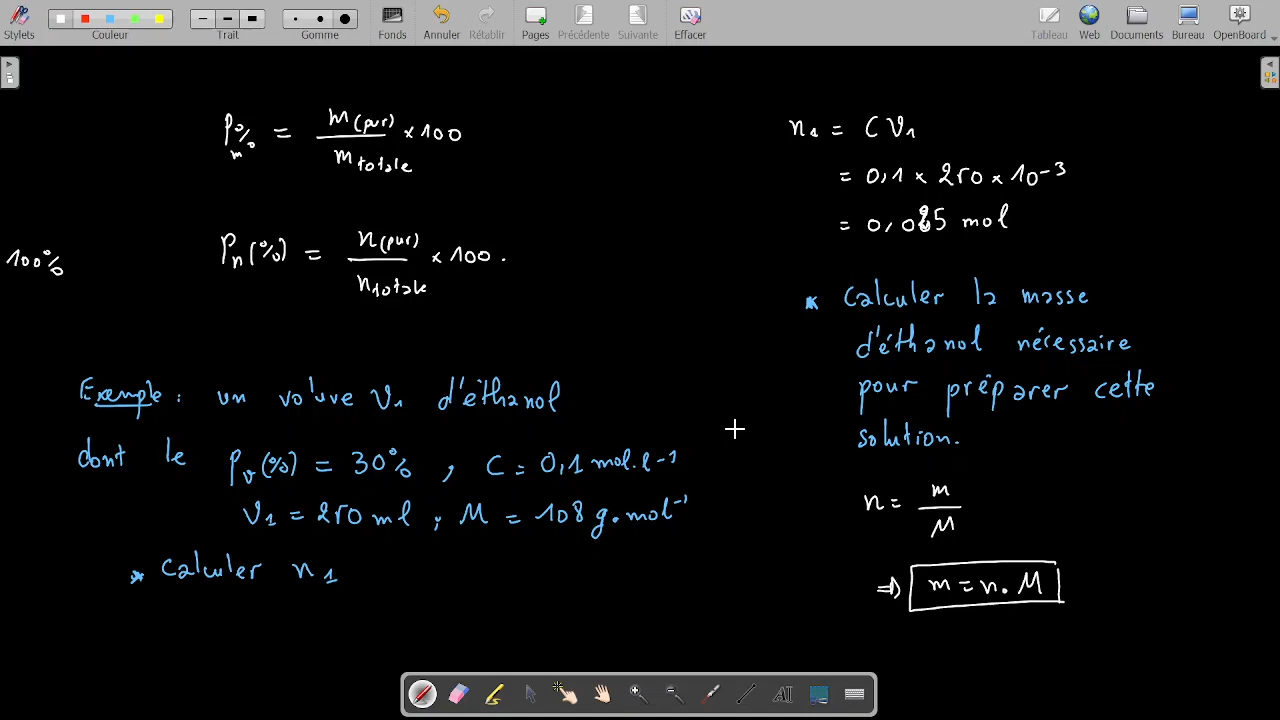 Stylets Couleur Trait Gomme Fonds Annuler Rétablir Pages Précédente Suivante Effacer Tableau Web Documents Bureau OpenBoard
P%m = m(pur) / mtotale × 100
100%
Pn(%) = n(pur) / ntotale × 100.
Exemple : un volume V1 d'éthanol
dont le Pv(%) = 30% , C = 0,1 mol.l-1
V1 = 250 ml ; M = 108 g.mol-1
* Calculer n1
n1 = C V1
= 0,1 × 250 × 10-3
= 0,025 mol
* Calculer la masse
d'éthanol nécessaire
pour préparer cette
solution.
n = m / M
⇒ m = n. M
AI